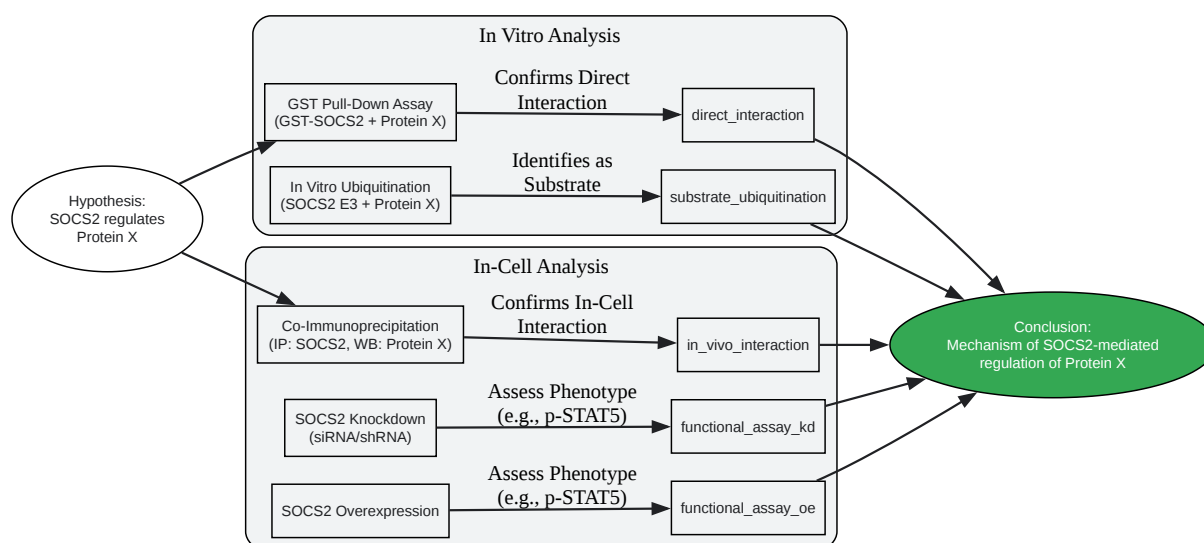 Hypothesis:
SOCS2 regulates
Protein X
In Vitro Analysis
GST Pull-Down Assay
(GST-SOCS2 + Protein X)
Confirms Direct
Interaction
direct_interaction
In Vitro Ubiquitination
(SOCS2 E3 + Protein X)
Identifies as
Substrate
substrate_ubiquitination
In-Cell Analysis
Co-Immunoprecipitation
(IP: SOCS2, WB: Protein X)
Confirms In-Cell
Interaction
in_vivo_interaction
SOCS2 Knockdown
(siRNA/shRNA)
Assess Phenotype
(e.g., p-STAT5)
functional_assay_kd
SOCS2 Overexpression
Assess Phenotype
(e.g., p-STAT5)
functional_assay_oe
Conclusion:
Mechanism of SOCS2-mediated
regulation of Protein X